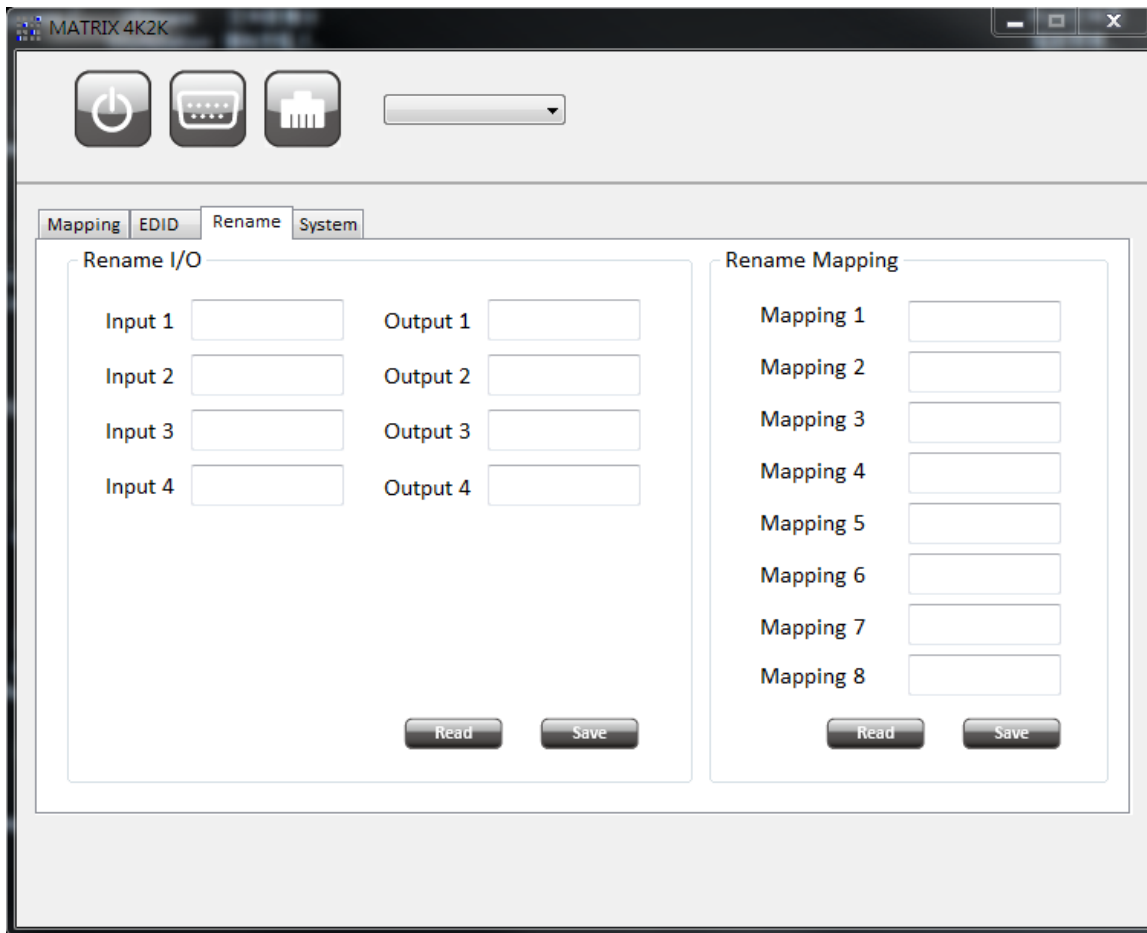 MATRIX 4K2K
Mapping EDID Rename System
Rename I/O
Input 1 Output 1
Input 2 Output 2
Input 3 Output 3
Input 4 Output 4
Read Save
Rename Mapping
Mapping 1
Mapping 2
Mapping 3
Mapping 4
Mapping 5
Mapping 6
Mapping 7
Mapping 8
Read Save